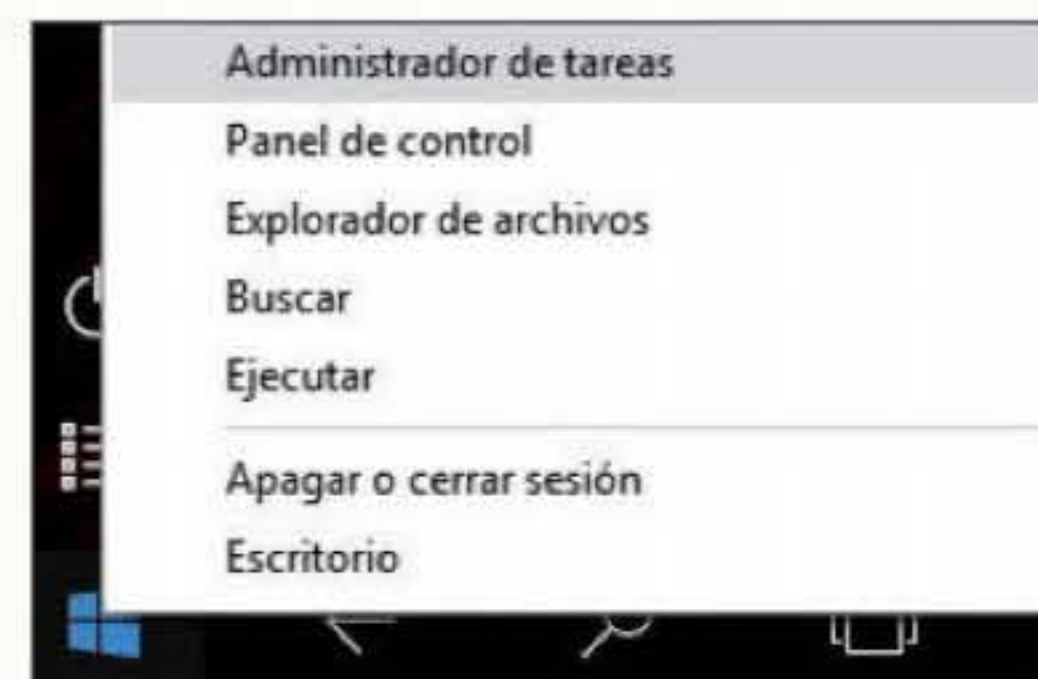 Administrador de tareas
Panel de control
Explorador de archivos
Buscar
Ejecutar
Apagar o cerrar sesión
Escritorio